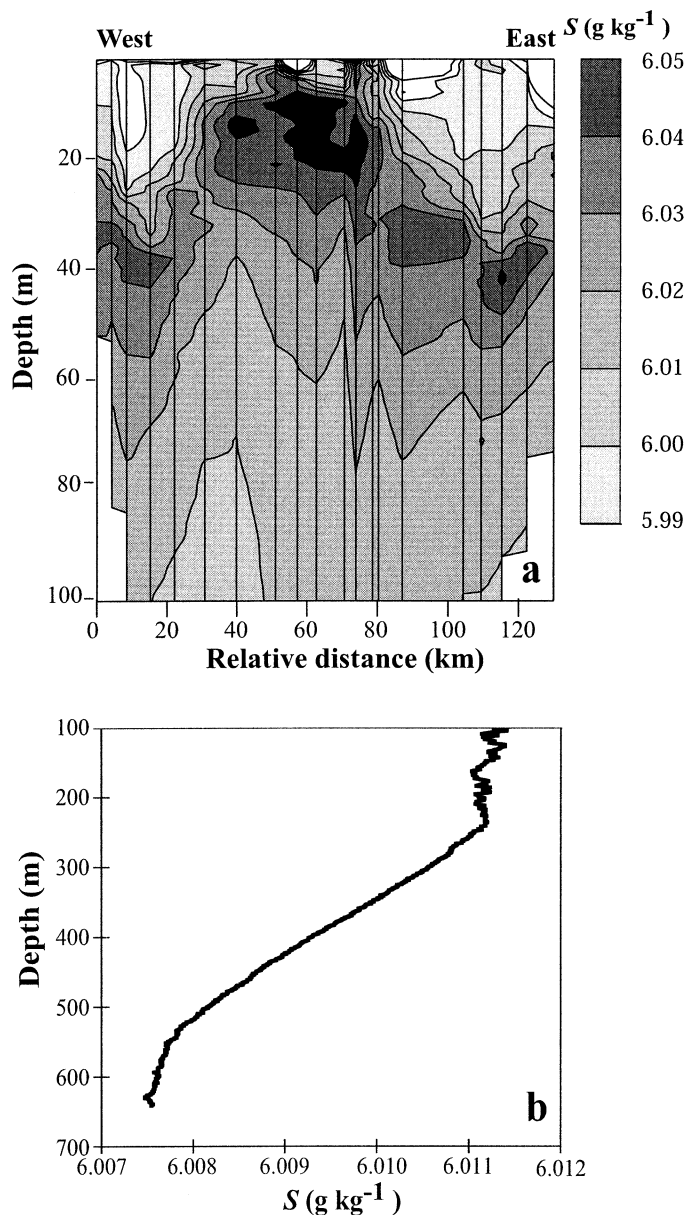 West East S (g kg-1)
6.05
6.04
6.03
6.02
6.01
6.00
5.99
20
40
60
80
100
Depth (m)
a
0 20 40 60 80 100 120
Relative distance (km)
100
200
300
400
500
600
700
Depth (m)
b
6.007 6.008 6.009 6.010 6.011 6.012
S (g kg-1)